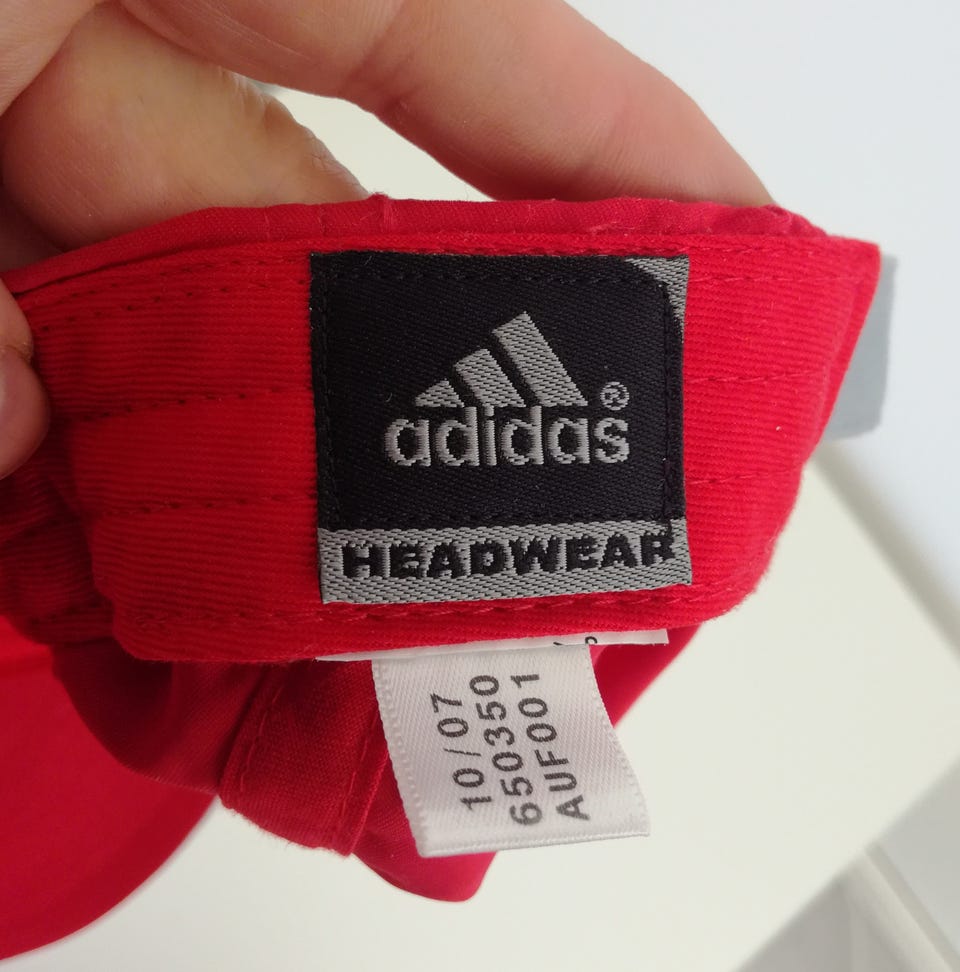 adidas®
HEADWEAR
10/07
650350
AUF001